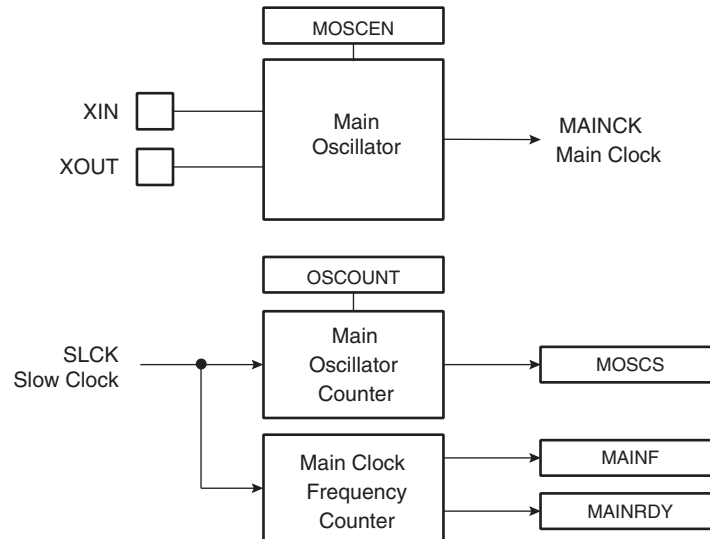 MOSCEN
XIN
XOUT
Main
Oscillator
MAINCK
Main Clock
OSCOUNT
SLCK
Slow Clock
Main
Oscillator
Counter
MOSCS
Main Clock
Frequency
Counter
MAINF
MAINRDY